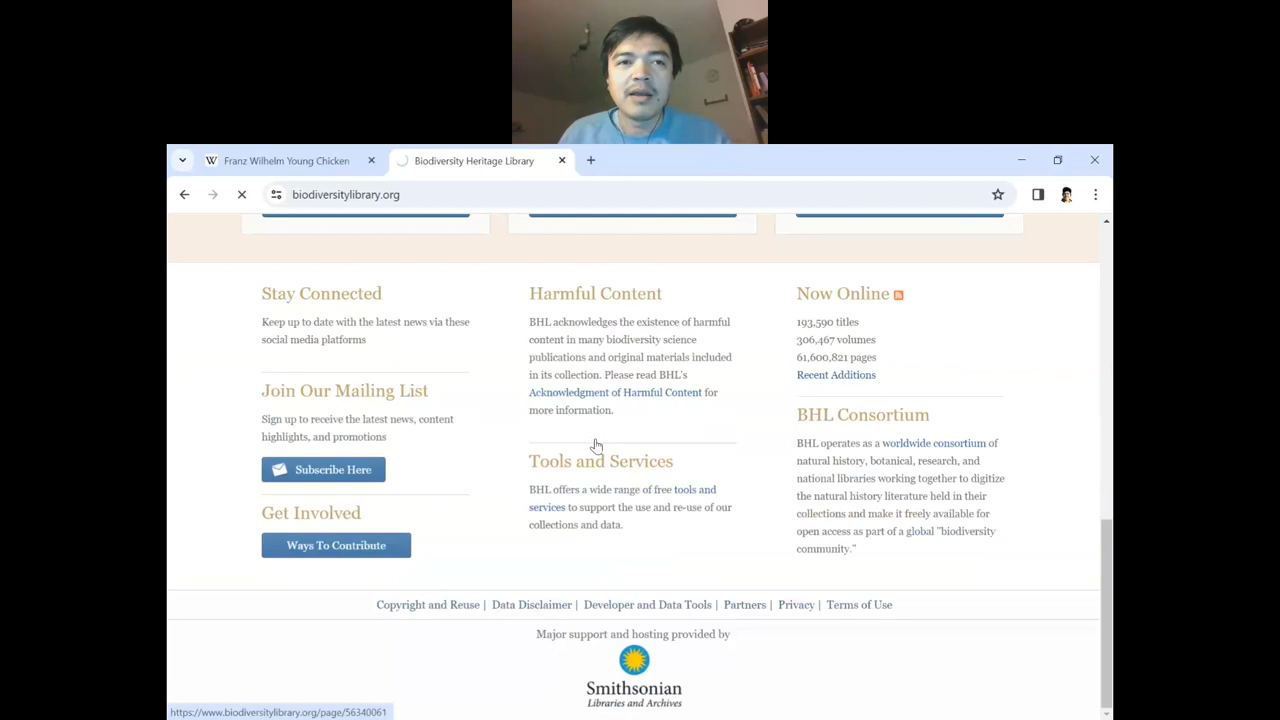 Franz Wilhelm Young Chicken
Biodiversity Heritage Library
biodiversitylibrary.org
Stay Connected
Keep up to date with the latest news via these
social media platforms
Join Our Mailing List
Sign up to receive the latest news, content
highlights, and promotions
Subscribe Here
Get Involved
Ways To Contribute
Harmful Content
BHL acknowledges the existence of harmful
content in many biodiversity science
publications and original materials included
in its collection. Please read BHL's
Acknowledgment of Harmful Content for
more information.
Tools and Services
BHL offers a wide range of free tools and
services to support the use and re-use of our
collections and data.
Now Online
193,590 titles
306,467 volumes
61,600,821 pages
Recent Additions
BHL Consortium
BHL operates as a worldwide consortium of
natural history, botanical, research, and
national libraries working together to digitize
the natural history literature held in their
collections and make it freely available for
open access as part of a global "biodiversity
community."
Copyright and Reuse | Data Disclaimer | Developer and Data Tools | Partners | Privacy | Terms of Use
Major support and hosting provided by
Smithsonian
Libraries and Archives
https://www.biodiversitylibrary.org/page/56340061